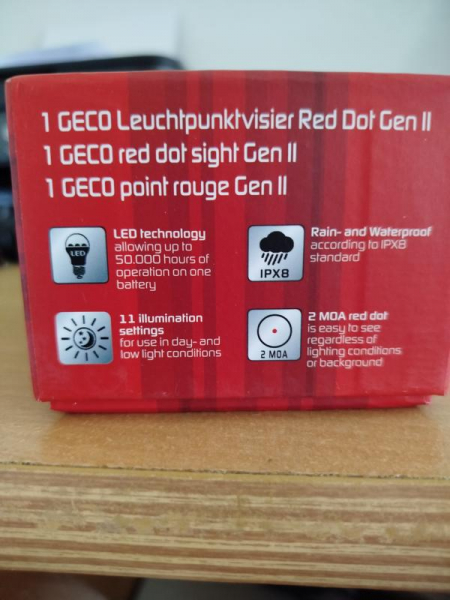 1 GECO Leuchtpunktvisier Red Dot Gen II
1 GECO red dot sight Gen II
1 GECO point rouge Gen II
LED
LED technology
allowing up to
50.000 hours of
operation on one
battery
IPX8
Rain- and Waterproof
according to IPX8
standard
11 illumination
settings
for use in day- and
low light conditions
2 MOA
2 MOA red dot
is easy to see
regardless of
lighting conditions
or background